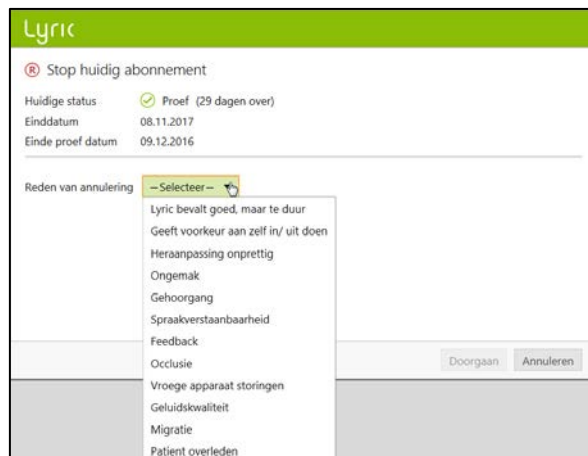 Lyric
® Stop huidig abonnement
Huidige status Proef (29 dagen over)
Einddatum 08.11.2017
Einde proef datum 09.12.2016
Reden van annulering —Selecteer—
Lyric bevalt goed, maar te duur
Geeft voorkeur aan zelf in/ uit doen
Heraanpassing onprettig
Ongemak
Gehoorgang
Spraakverstaanbaarheid
Feedback
Occlusie
Doorgaan Annuleren
Vroege apparaat storingen
Geluidskwaliteit
Migratie
Patient overleden